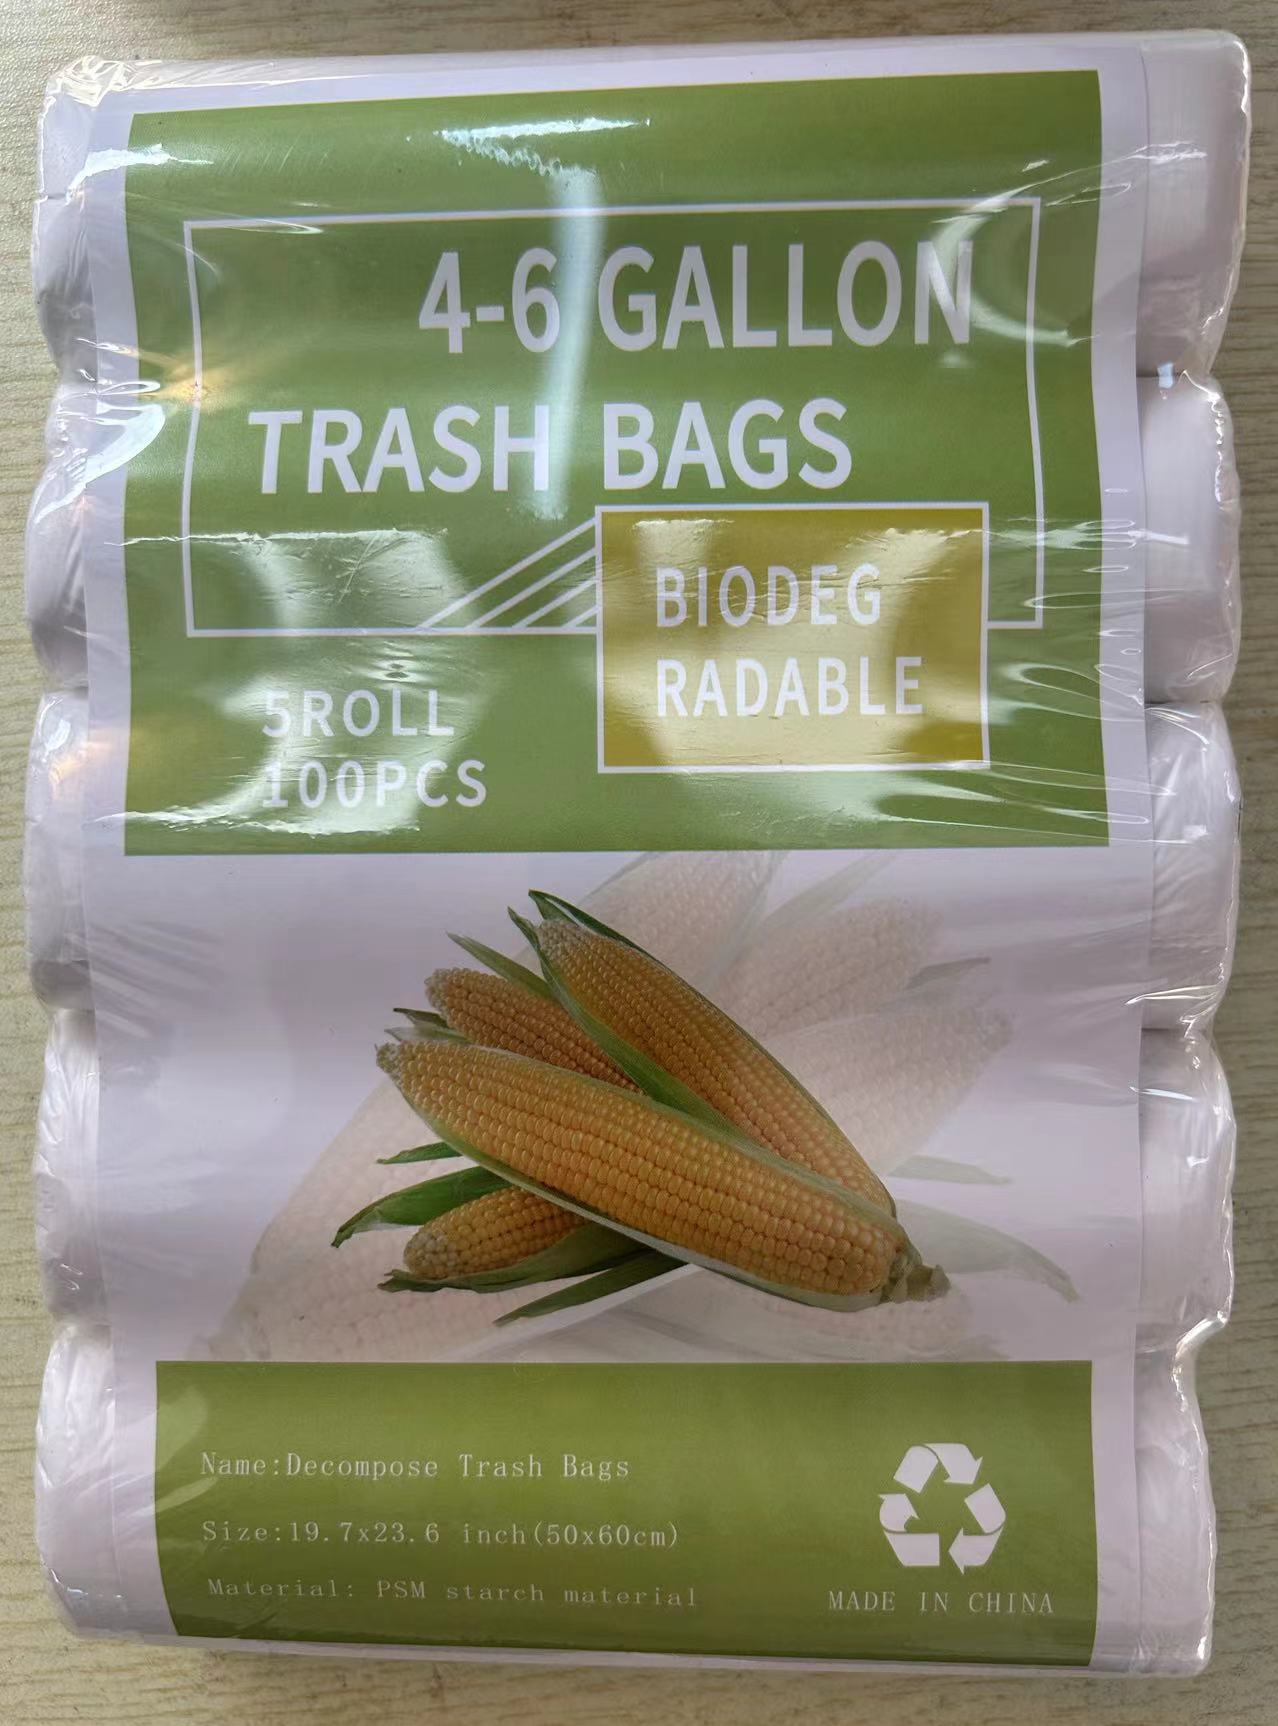 4-6 GALLON
TRASH BAGS
BIODEG
RADABLE
5ROLL
100PCS
Name:Decompose Trash Bags
Size:19.7x23.6 inch(50x60cm)
Material: PSM starch material
MADE IN CHINA